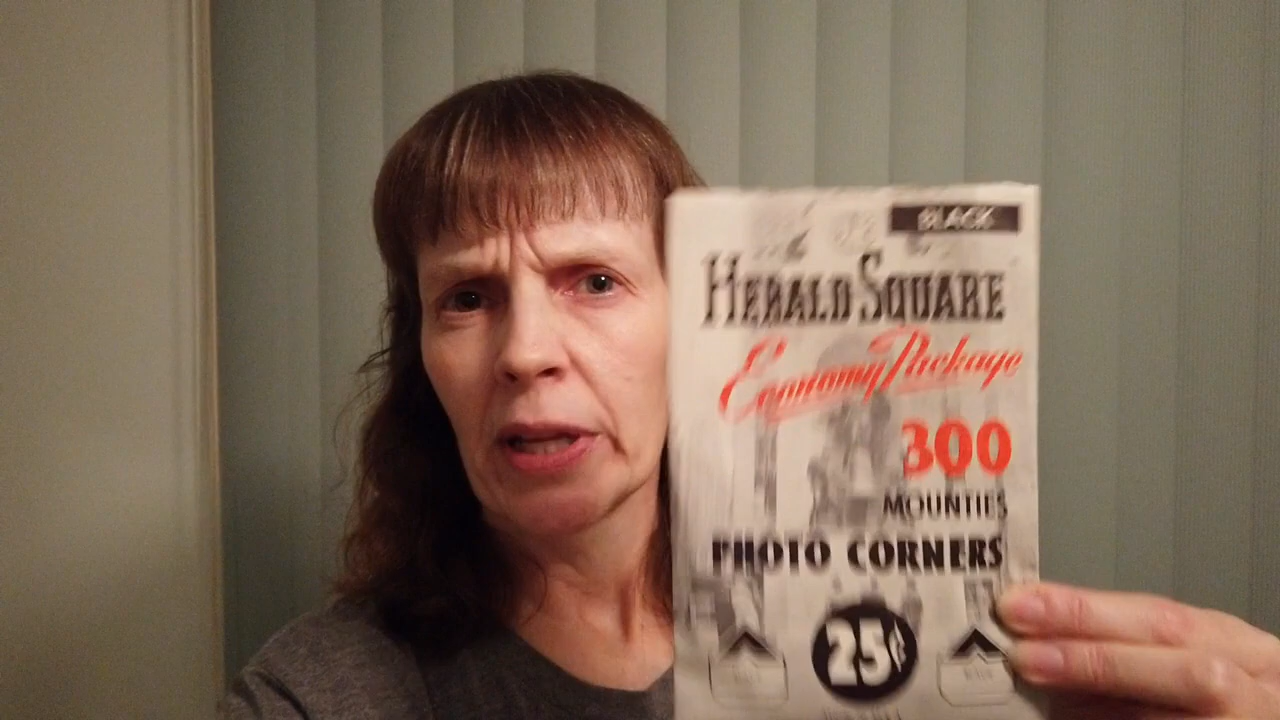 BLACK
HERALD SQUARE
Economy Package
300
MOUNTIES
PHOTO CORNERS
25¢